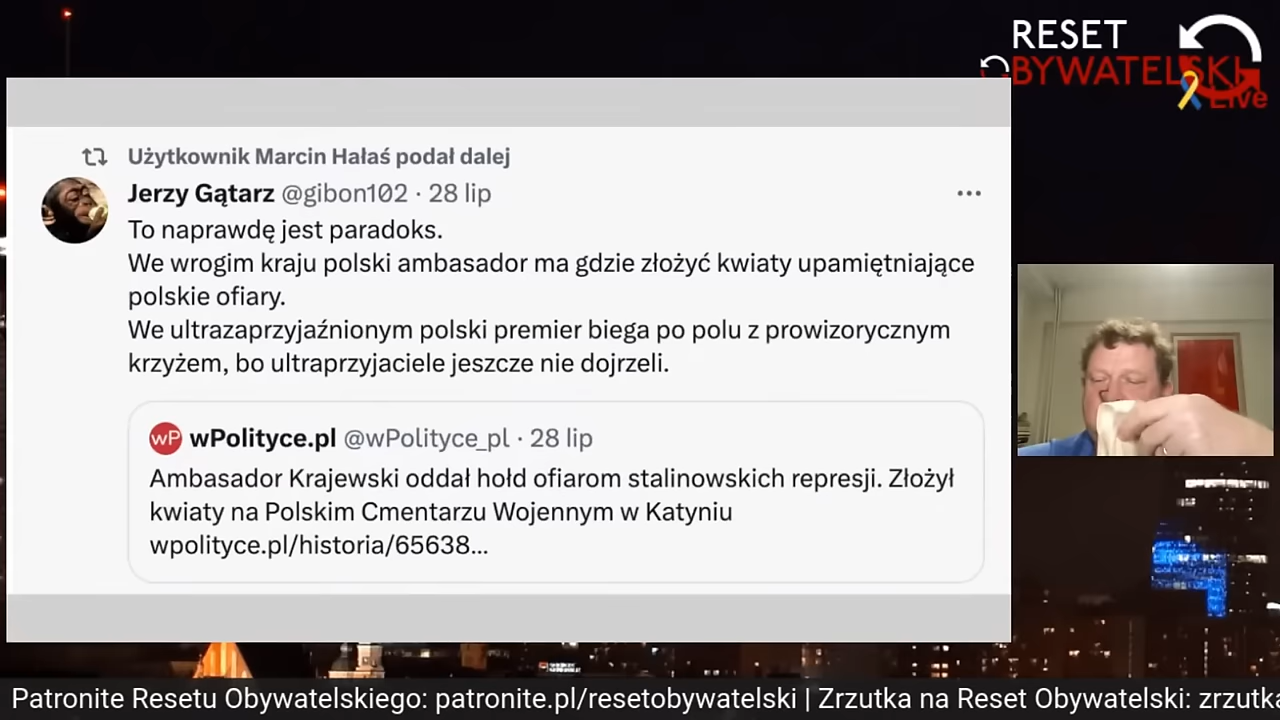 RESET
OBYWATELSKI
Live
Użytkownik Marcin Hałaś podał dalej
Jerzy Gątarz @gibon102 · 28 lip
To naprawdę jest paradoks.
We wrogim kraju polski ambasador ma gdzie złożyć kwiaty upamiętniające
polskie ofiary.
We ultrazaprzyjaźnionym polski premier biega po polu z prowizorycznym
krzyżem, bo ultraprzyjaciele jeszcze nie dojrzeli.
wP wPolityce.pl @wPolityce_pl · 28 lip
Ambasador Krajewski oddał hołd ofiarom stalinowskich represji. Złożył
kwiaty na Polskim Cmentarzu Wojennym w Katyniu
wpolityce.pl/historia/65638...
Patronite Resetu Obywatelskiego: patronite.pl/resetobywatelski | Zrzutka na Reset Obywatelski: zrzutka